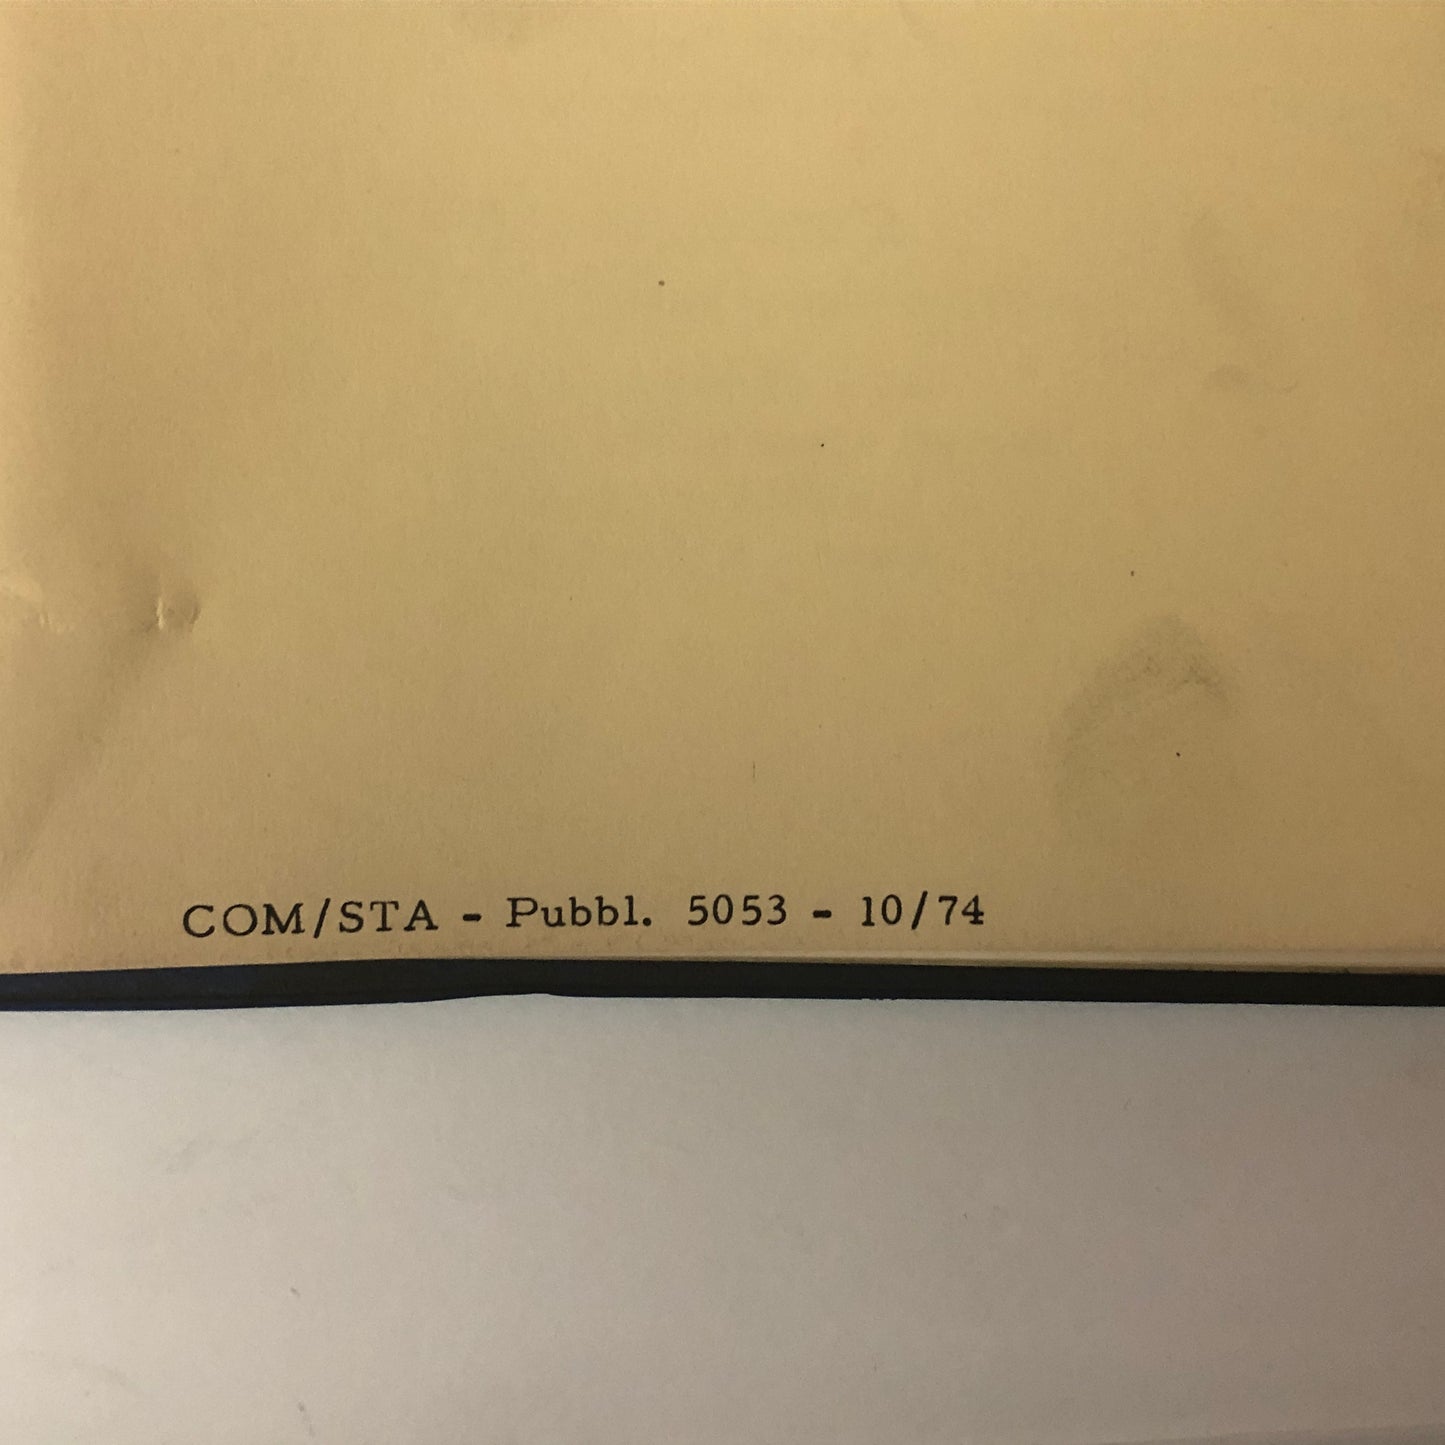 COM/STA - Pubbl. 5053 - 10/74